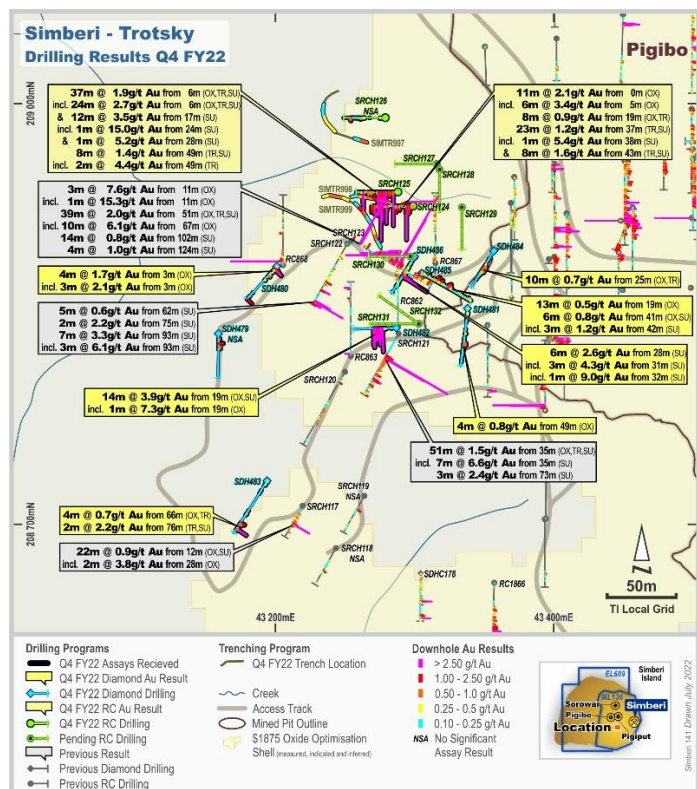 Simberi - Trotsky
Drilling Results Q4 FY22
Pigibo
209 000mN
37m @ 1.9g/t Au from 6m (OX,TR,SU)
incl. 24m @ 2.7g/t Au from 6m (OX,TR,SU)
& 12m @ 3.5g/t Au from 17m (SU)
incl. 1m @ 15.0g/t Au from 24m (SU)
& 1m @ 5.2g/t Au from 28m (SU)
8m @ 1.4g/t Au from 49m (TR,SU)
incl. 2m @ 4.4g/t Au from 49m (TR)
SRCH126
NSA
SIMTR997
11m @ 2.1g/t Au from 0m (OX)
incl. 6m @ 3.4g/t Au from 5m (OX)
8m @ 0.9g/t Au from 19m (OX,TR)
23m @ 1.2g/t Au from 37m (TR,SU)
incl. 1m @ 5.4g/t Au from 38m (SU)
& 8m @ 1.6g/t Au from 43m (TR,SU)
SRCH127
SRCH128
SIMTR998
SRCH125
SIMTR999
SRCH124
SRCH129
3m @ 7.6g/t Au from 11m (OX)
incl. 1m @ 15.3g/t Au from 11m (OX)
39m @ 2.0g/t Au from 51m (OX,TR,SU)
incl. 10m @ 6.1g/t Au from 67m (OX)
14m @ 0.8g/t Au from 102m (SU)
4m @ 1.0g/t Au from 124m (SU)
SRCH123
SRCH122
SRCH130
SDH486
SDH484
RC868
RC867
SDH485
4m @ 1.7g/t Au from 3m (OX)
incl. 3m @ 2.1g/t Au from 3m (OX)
SDH480
10m @ 0.7g/t Au from 25m (OX,TR)
RC862
SDH481
13m @ 0.5g/t Au from 19m (OX)
6m @ 0.8g/t Au from 41m (OX,SU)
incl. 3m @ 1.2g/t Au from 42m (SU)
5m @ 0.6g/t Au from 62m (SU)
2m @ 2.2g/t Au from 75m (SU)
7m @ 3.3g/t Au from 93m (SU)
incl. 3m @ 6.1g/t Au from 93m (SU)
SDH479
NSA
SRCH131
SRCH132
SDH482
SRCH121
RC863
SRCH120
6m @ 2.6g/t Au from 28m (SU)
incl. 3m @ 4.3g/t Au from 31m (SU)
incl. 1m @ 9.0g/t Au from 32m (SU)
14m @ 3.9g/t Au from 19m (OX,SU)
incl. 1m @ 7.3g/t Au from 19m (OX)
4m @ 0.8g/t Au from 49m (OX)
51m @ 1.5g/t Au from 35m (OX,TR,SU)
incl. 7m @ 6.6g/t Au from 35m (SU)
3m @ 2.4g/t Au from 73m (SU)
SDH483
SRCH119
NSA
SRCH117
208 700mN
4m @ 0.7g/t Au from 66m (OX,TR)
2m @ 2.2g/t Au from 76m (TR,SU)
22m @ 0.9g/t Au from 12m (OX,SU)
incl. 2m @ 3.8g/t Au from 28m (OX)
SRCH118
NSA
SDHC178
RC1866
N
50m
TI Local Grid
43 200mE
43 400mE
Drilling Programs
Q4 FY22 Assays Recieved
Q4 FY22 Diamond Au Result
Q4 FY22 Diamond Drilling
Q4 FY22 RC Au Result
Q4 FY22 RC Drilling
Pending RC Drilling
Previous Result
Previous Diamond Drilling
Previous RC Drilling
Trenching Program
Q4 FY22 Trench Location
Creek
Access Track
Mined Pit Outline
$1875 Oxide Optimisation
Shell (measured, indicated and inferred)
Downhole Au Results
> 2.50 g/t Au
1.00 - 2.50 g/t Au
0.50 - 1.0 g/t Au
0.25 - 0.5 g/t Au
0.10 - 0.25 g/t Au
NSA No Significant
Assay Result
EL609
Simberi
Island
ML136
Sorowar
Simberi
Pigibo
Location
Pigiput
Simberi 141 Drawn July 2022